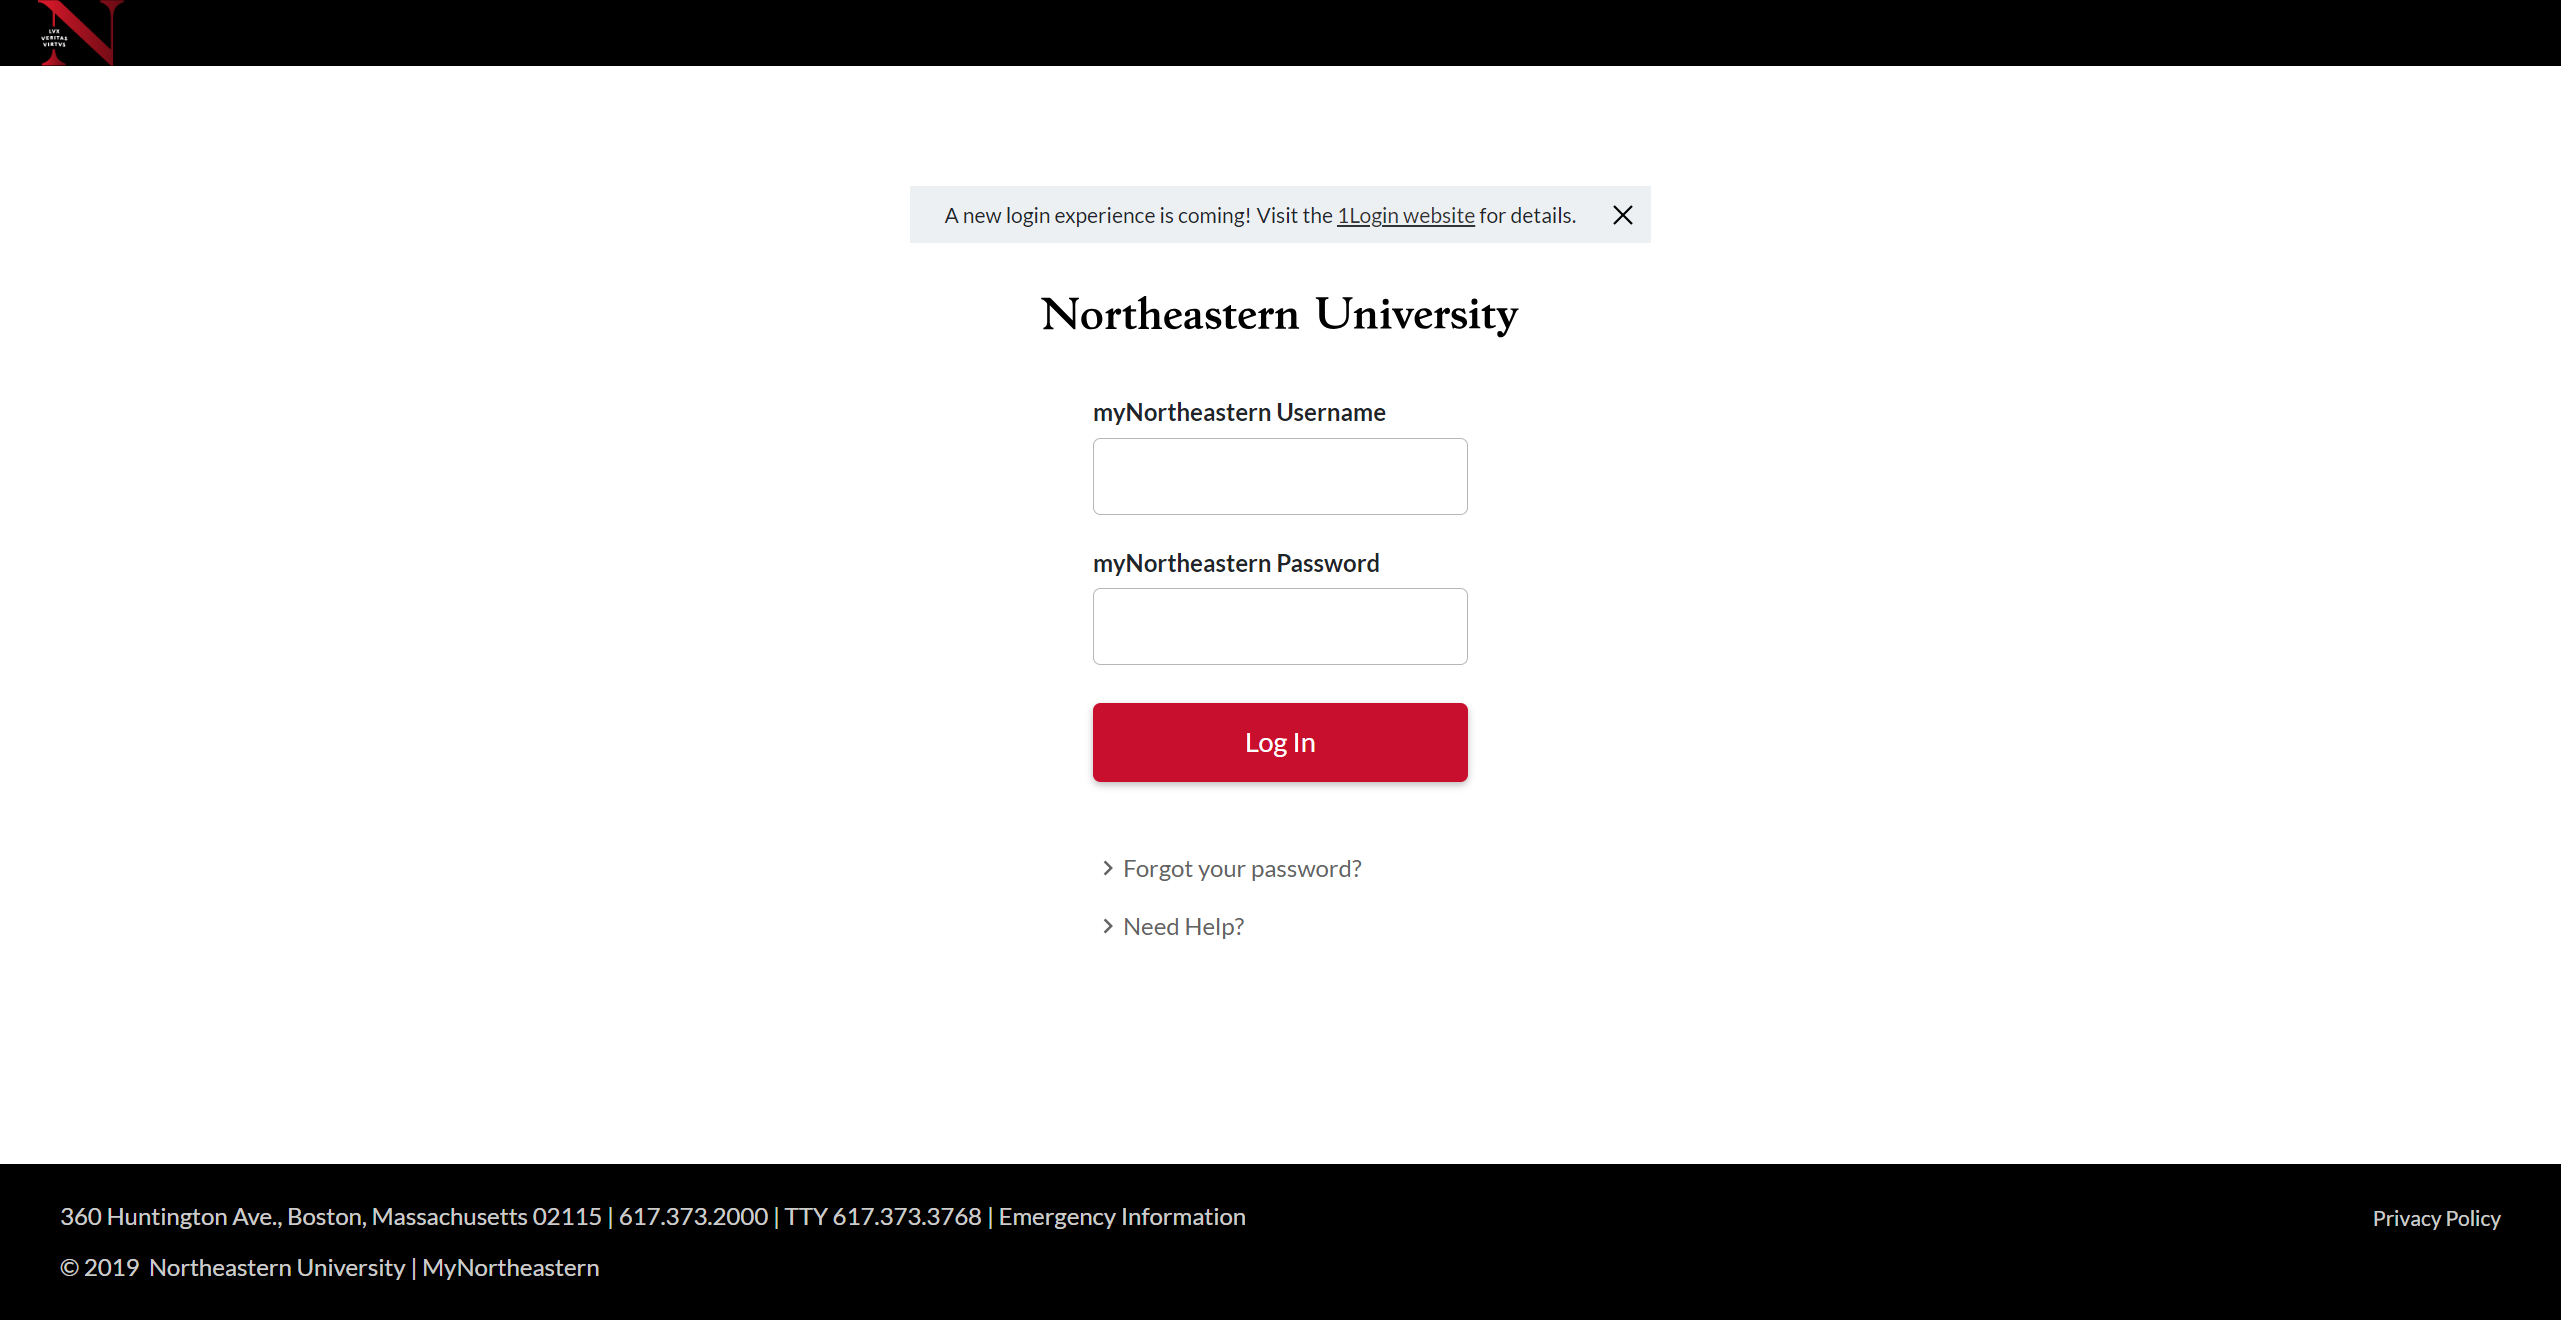 LVX
VERITAS
VIRTVS
A new login experience is coming! Visit the 1Login website for details.
Northeastern University
myNortheastern Username
myNortheastern Password
Log In
Forgot your password?
Need Help?
360 Huntington Ave., Boston, Massachusetts 02115 | 617.373.2000 | TTY 617.373.3768 | Emergency Information
Privacy Policy
© 2019 Northeastern University | MyNortheastern